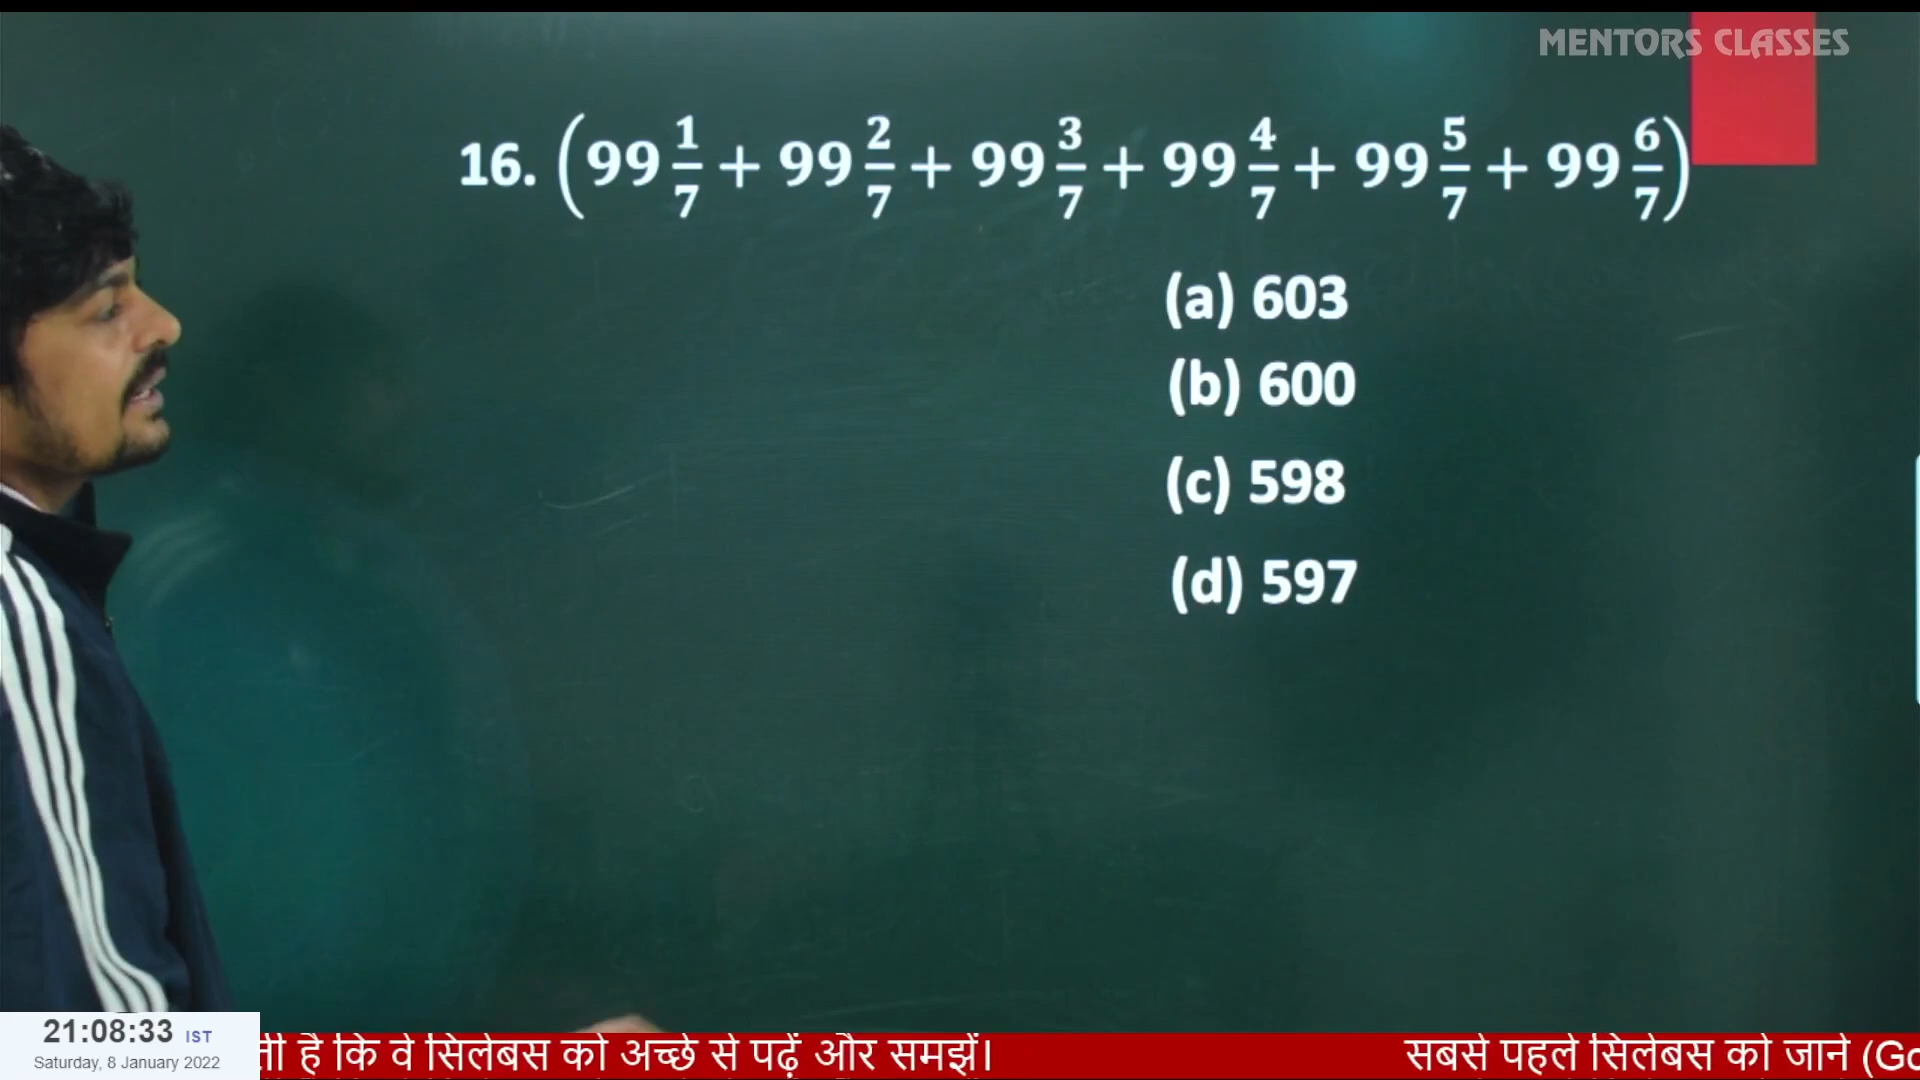 MENTORS CLASSES
16. (99 1/7 + 99 2/7 + 99 3/7 + 99 4/7 + 99 5/7 + 99 6/7)
(a) 603
(b) 600
(c) 598
(d) 597
21:08:33 IST
Saturday, 8 January 2022
है कि वे सिलेबस को अच्छे से पढ़ें और समझें। सबसे पहले सिलेबस को जाने (Go